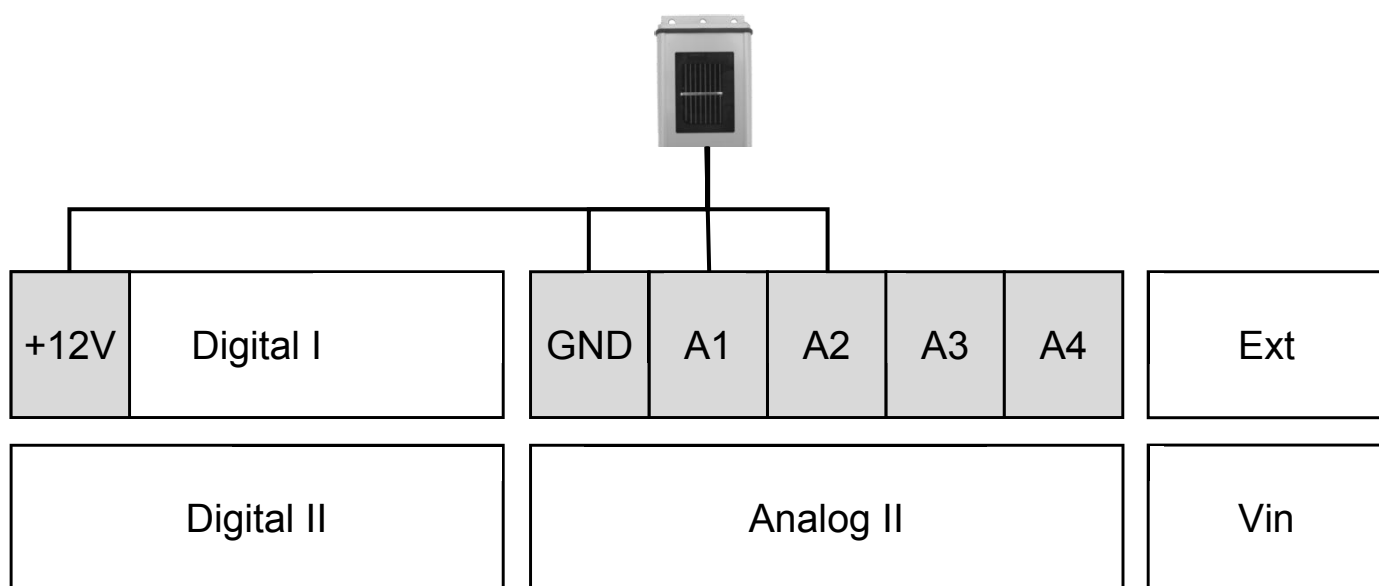 +12V Digital I GND A1 A2 A3 A4 Ext
Digital II Analog II Vin